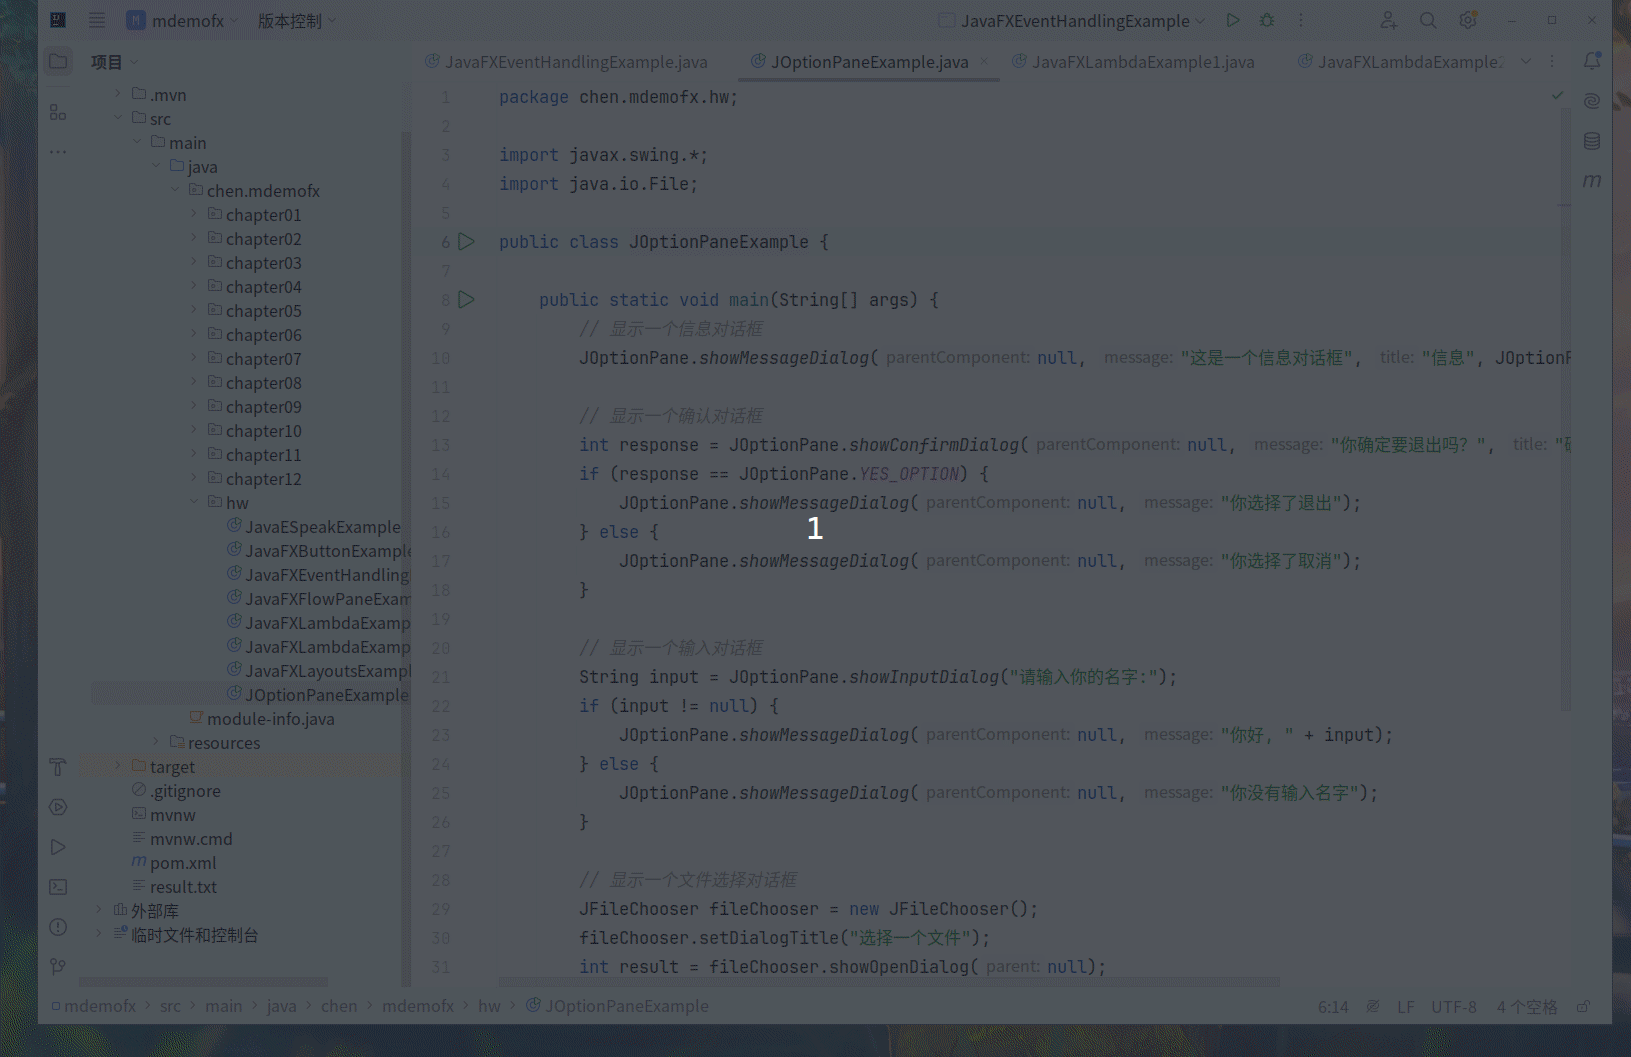 mdemofx
版本控制
JavaFXEventHandlingExample
项目
.mvn
src
main
java
chen.mdemofx
chapter01
chapter02
chapter03
chapter04
chapter05
chapter06
chapter07
chapter08
chapter09
chapter10
chapter11
chapter12
hw
JavaESpeakExample
JavaFXButtonExample
JavaFXEventHandling
JavaFXFlowPaneExam
JavaFXLambdaExamp
JavaFXLambdaExamp
JavaFXLayoutsExampl
JOptionPaneExample
module-info.java
resources
target
.gitignore
mvnw
mvnw.cmd
pom.xml
result.txt
外部库
临时文件和控制台
JavaFXEventHandlingExample.java
JOptionPaneExample.java
JavaFXLambdaExample1.java
JavaFXLambdaExample2
1 package chen.mdemofx.hw;
2
3 import javax.swing.*;
4 import java.io.File;
5
6 public class JOptionPaneExample {
7
8 public static void main(String[] args) {
9 // 显示一个信息对话框
10 JOptionPane.showMessageDialog( parentComponent: null, message: "这是一个信息对话框", title: "信息", JOptionP
11
12 // 显示一个确认对话框
13 int response = JOptionPane.showConfirmDialog( parentComponent: null, message: "你确定要退出吗？", title: "确
14 if (response == JOptionPane.YES_OPTION) {
15 JOptionPane.showMessageDialog( parentComponent: null, message: "你选择了退出");
16 } else {
17 JOptionPane.showMessageDialog( parentComponent: null, message: "你选择了取消");
18 }
19
20 // 显示一个输入对话框
21 String input = JOptionPane.showInputDialog("请输入你的名字:");
22 if (input != null) {
23 JOptionPane.showMessageDialog( parentComponent: null, message: "你好, " + input);
24 } else {
25 JOptionPane.showMessageDialog( parentComponent: null, message: "你没有输入名字");
26 }
27
28 // 显示一个文件选择对话框
29 JFileChooser fileChooser = new JFileChooser();
30 fileChooser.setDialogTitle("选择一个文件");
31 int result = fileChooser.showOpenDialog( parent: null);
1
mdemofx > src > main > java > chen > mdemofx > hw > JOptionPaneExample
6:14 LF UTF-8 4 个空格